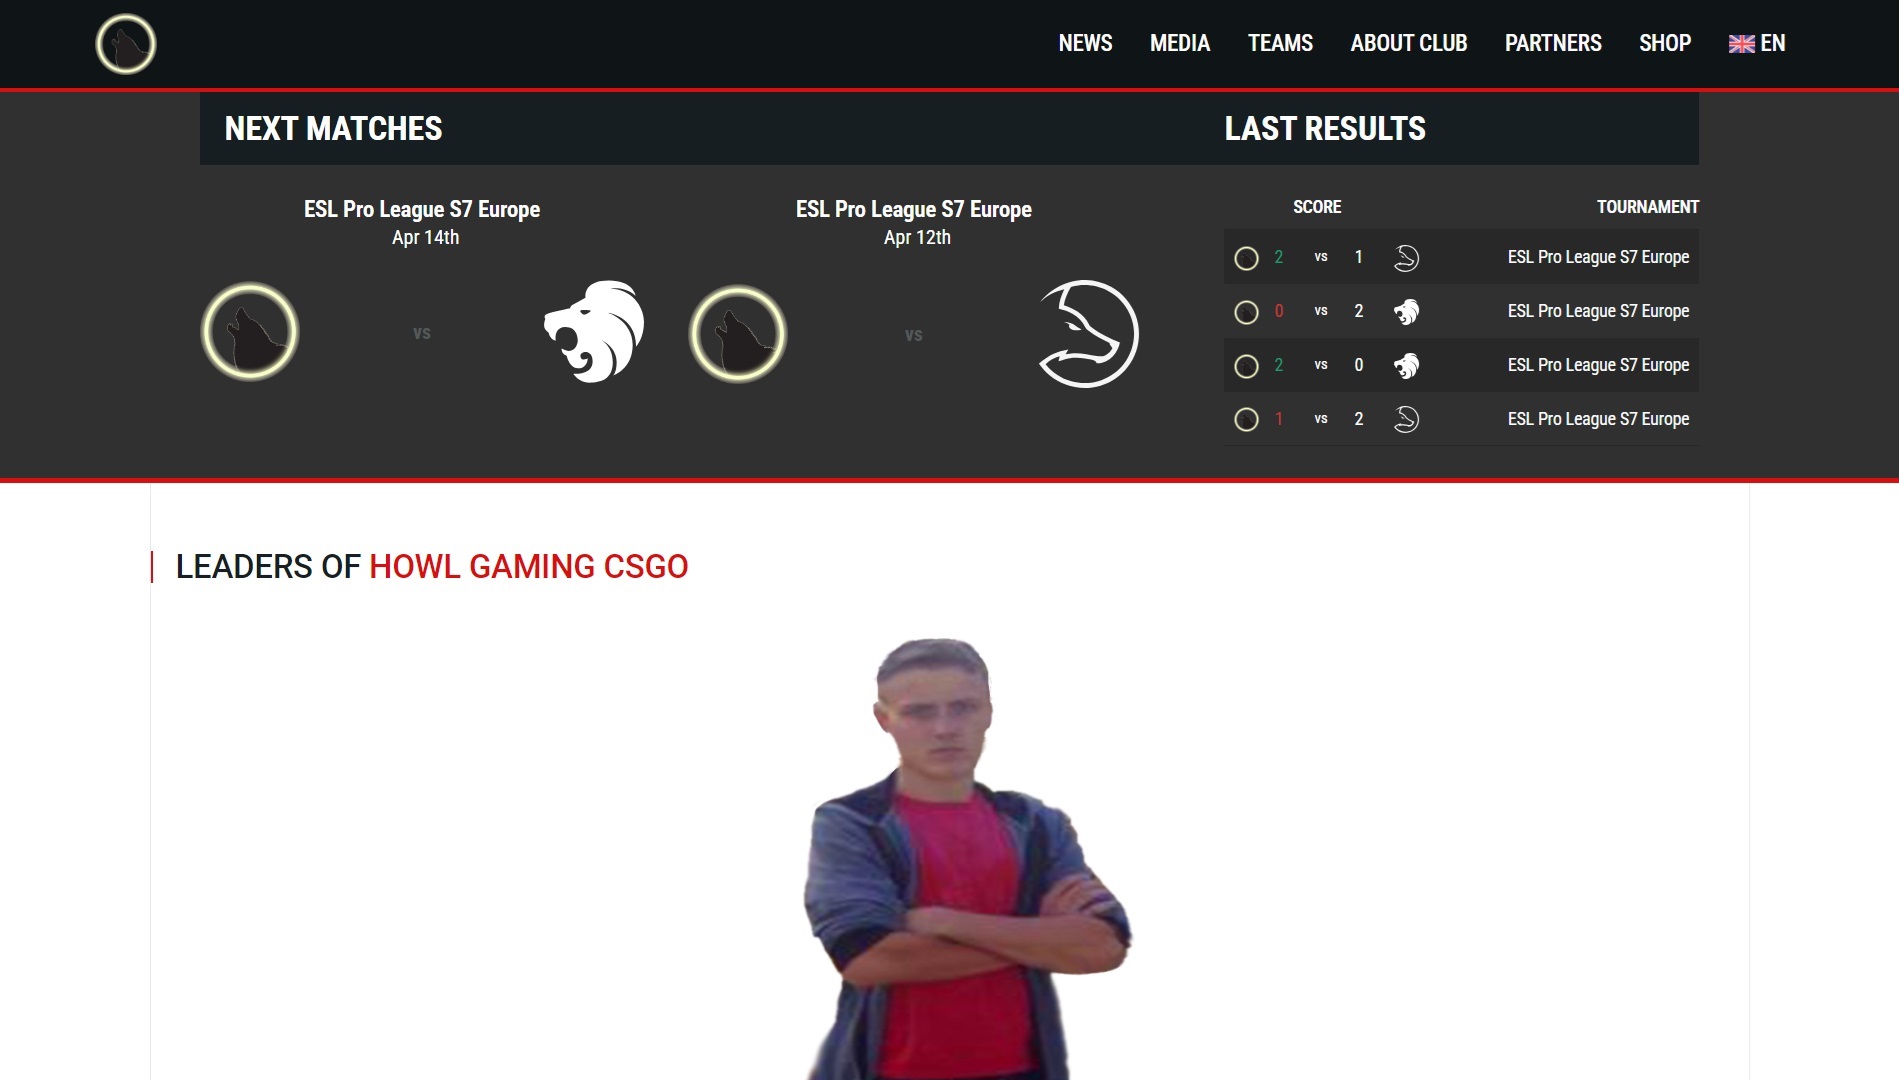 NEWS MEDIA TEAMS ABOUT CLUB PARTNERS SHOP EN
NEXT MATCHES
ESL Pro League S7 Europe
Apr 14th
vs
ESL Pro League S7 Europe
Apr 12th
vs
LAST RESULTS
SCORE TOURNAMENT
2 vs 1 ESL Pro League S7 Europe
0 vs 2 ESL Pro League S7 Europe
2 vs 0 ESL Pro League S7 Europe
1 vs 2 ESL Pro League S7 Europe
LEADERS OF HOWL GAMING CSGO